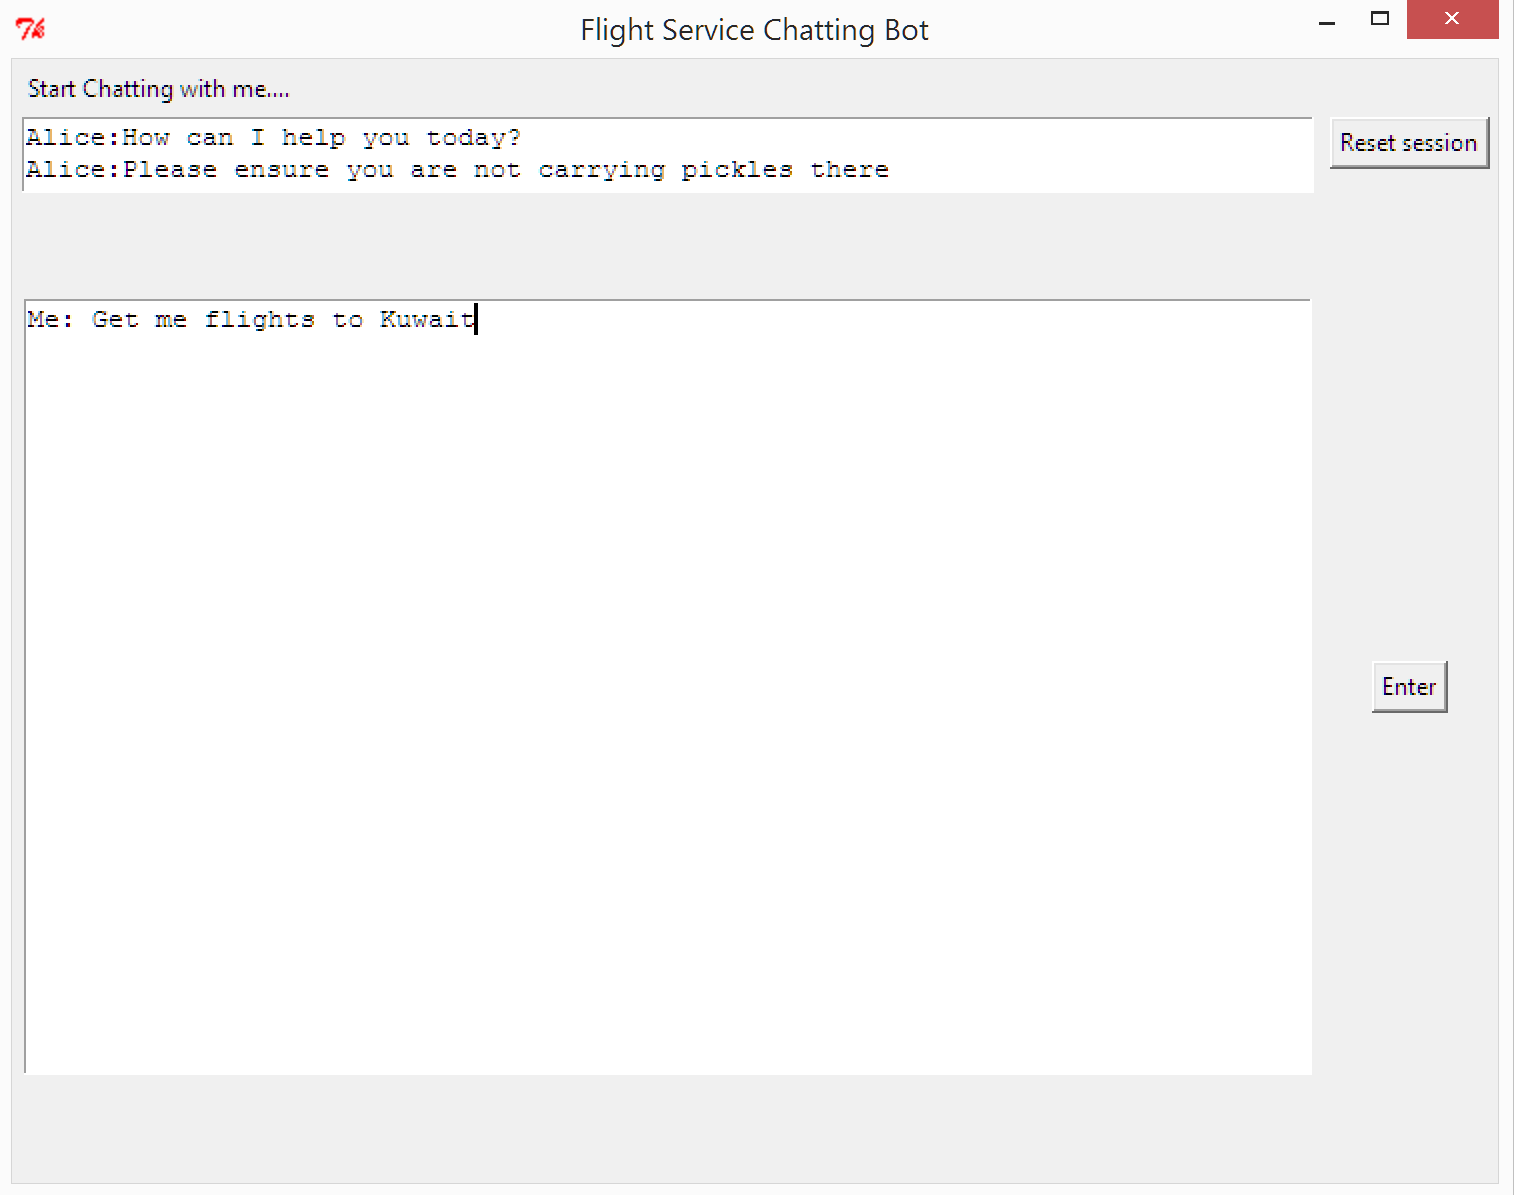 Flight Service Chatting Bot
Start Chatting with me....
Alice:How can I help you today?
Alice:Please ensure you are not carrying pickles there
Reset session
Me: Get me flights to Kuwait
Enter